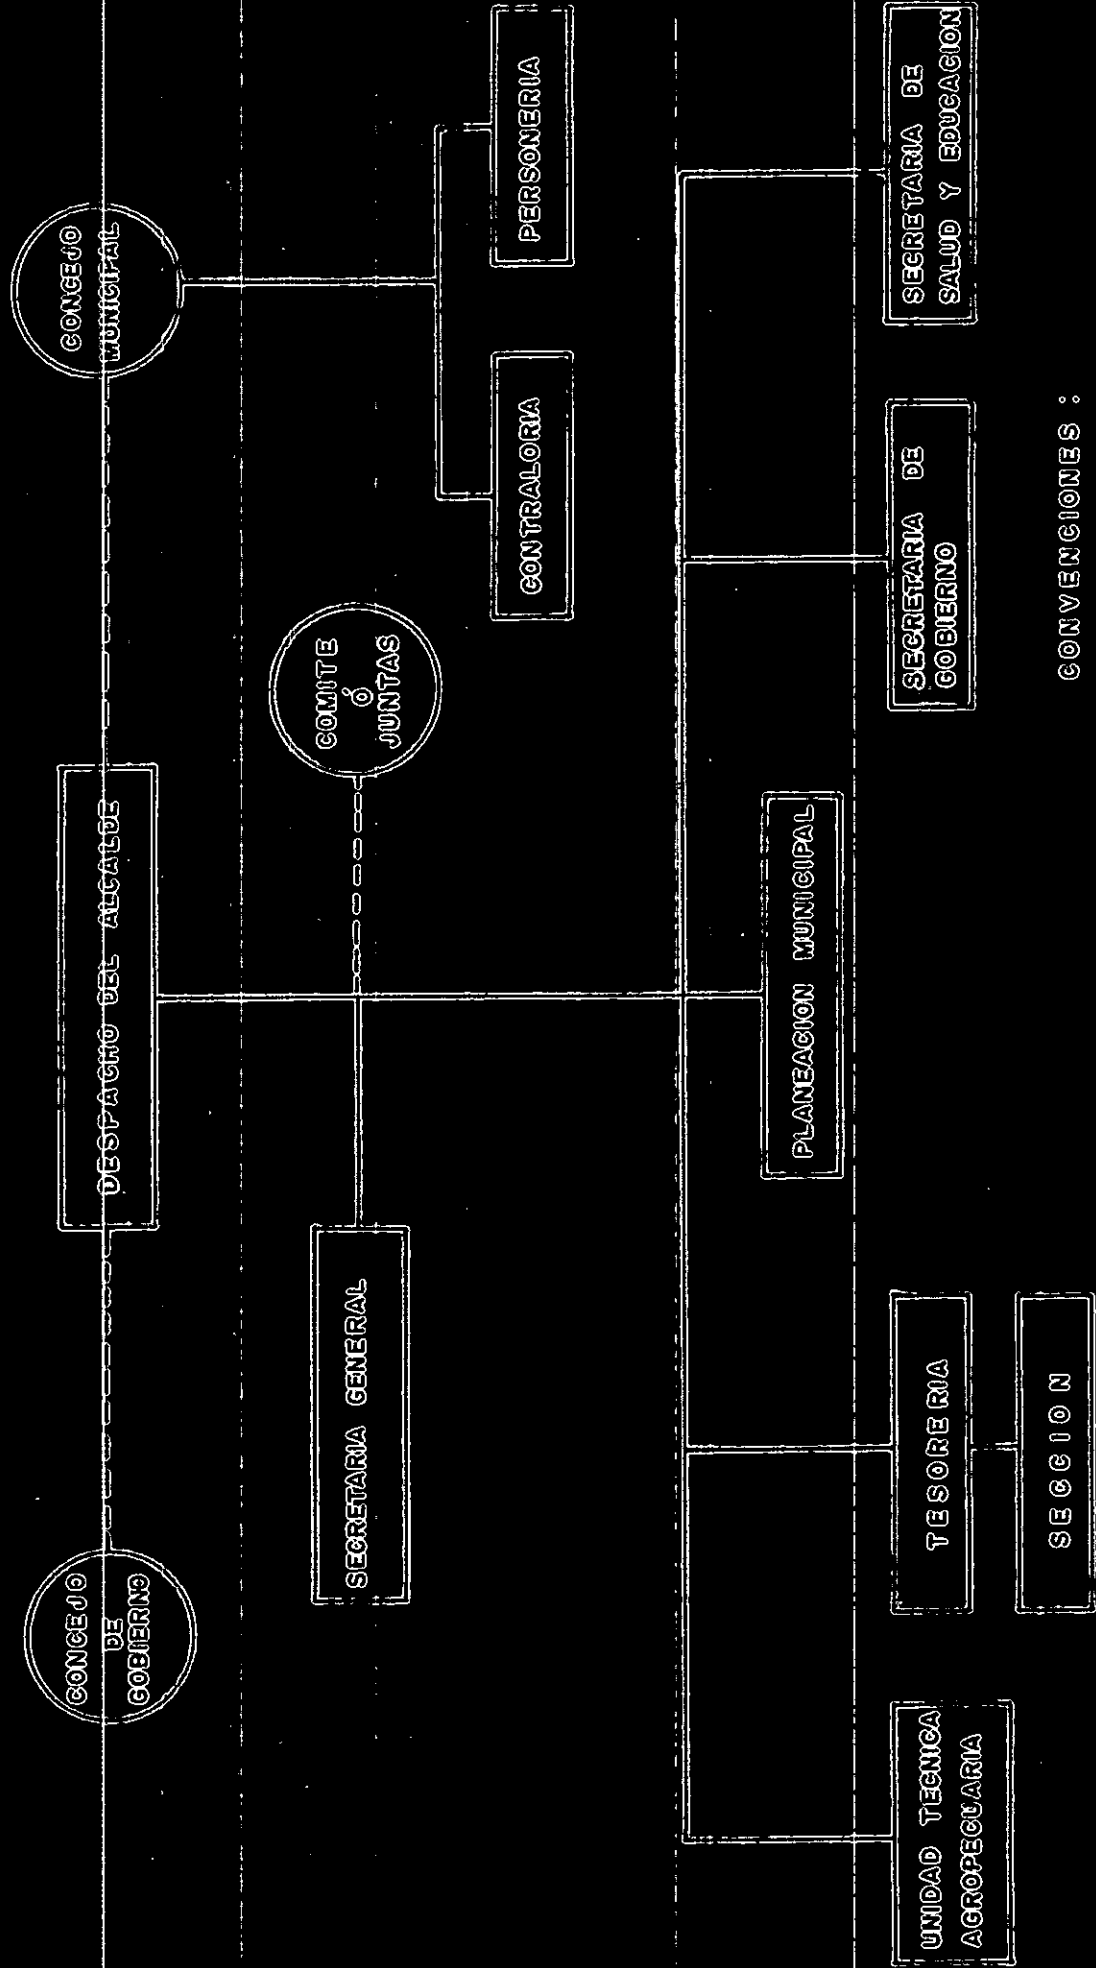 CONCEJO
DE
GOBIERNO
DESPACHO DEL ALCALDE
CONCEJO
MUNICIPAL
SECRETARIA GENERAL
COMITE
Ó
JUNTAS
CONTRALORIA
PERSONERIA
PLANEACION MUNICIPAL
UNIDAD TECNICA
AGROPECUARIA
TESORERIA
SECCION
SECRETARIA DE
GOBIERNO
SECRETARIA DE
SALUD Y EDUCACION
CONVENCIONES :